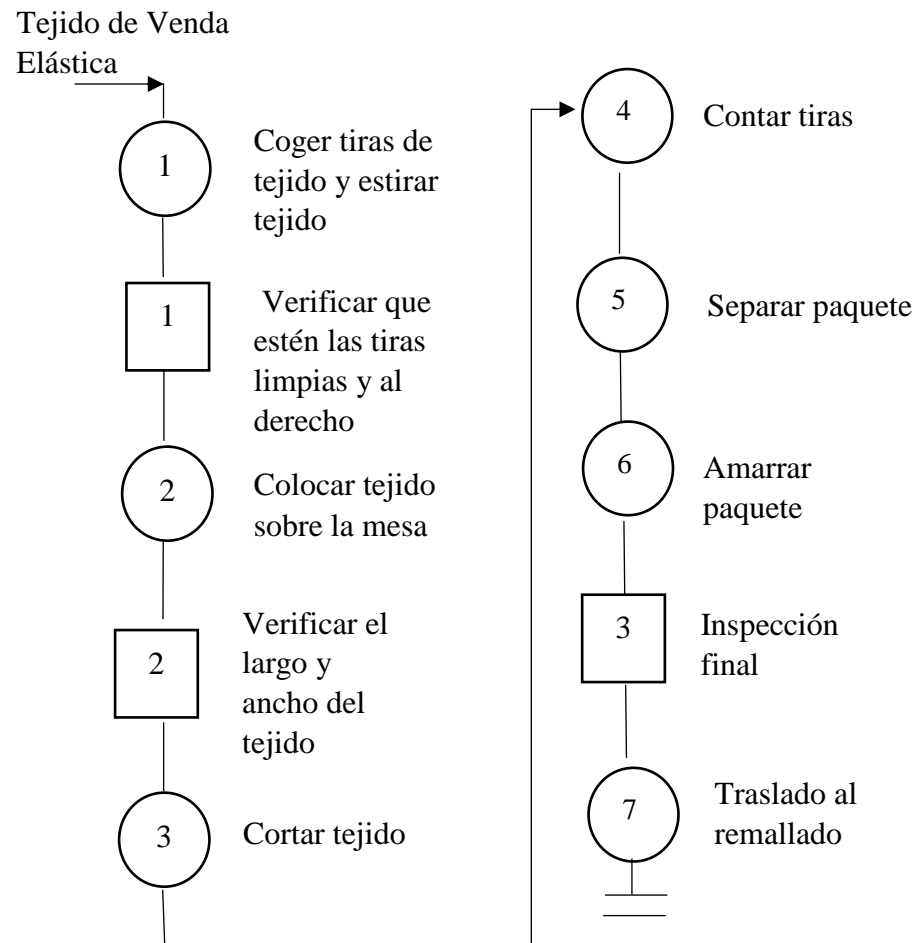 Tejido de Venda
Elástica
1
Coger tiras de
tejido y estirar
tejido
1
Verificar que
estén las tiras
limpias y al
derecho
2
Colocar tejido
sobre la mesa
2
Verificar el
largo y
ancho del
tejido
3
Cortar tejido
4
Contar tiras
5
Separar paquete
6
Amarrar
paquete
3
Inspección
final
7
Traslado al
remallado